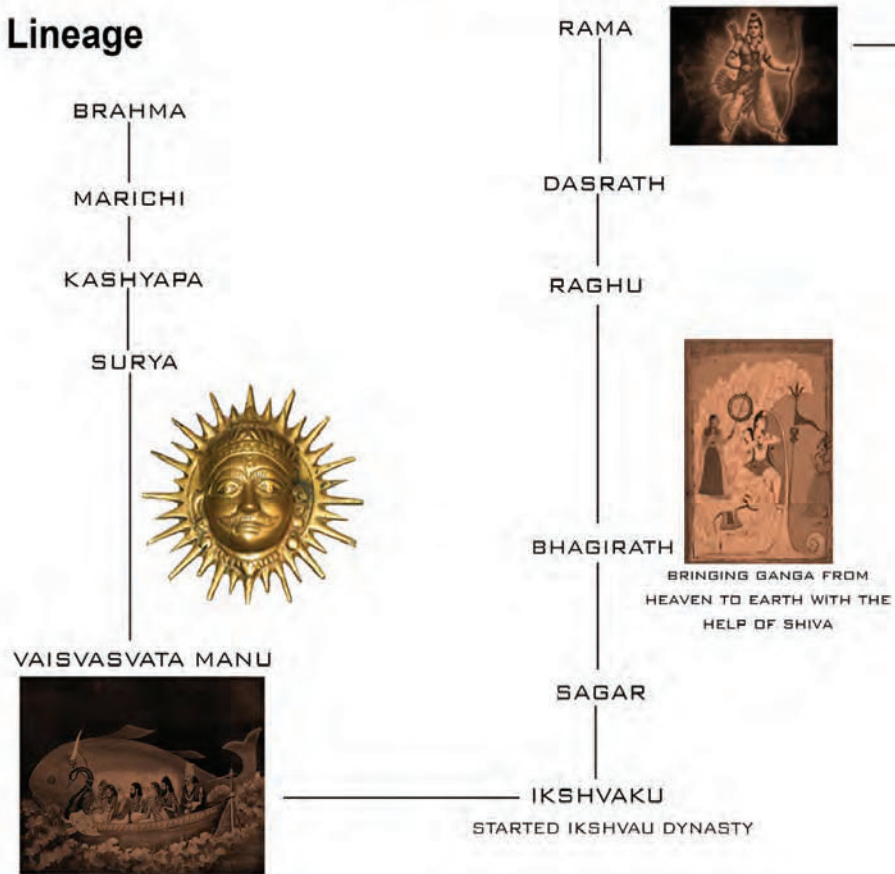 Lineage
BRAHMA
MARICHI
KASHYAPA
SURYA
VAISVASVATA MANU
IKSHVAKU
STARTED IKSHVAU DYNASTY
SAGAR
BHAGIRATH
BRINGING GANGA FROM
HEAVEN TO EARTH WITH THE
HELP OF SHIVA
RAGHU
DASRATH
RAMA